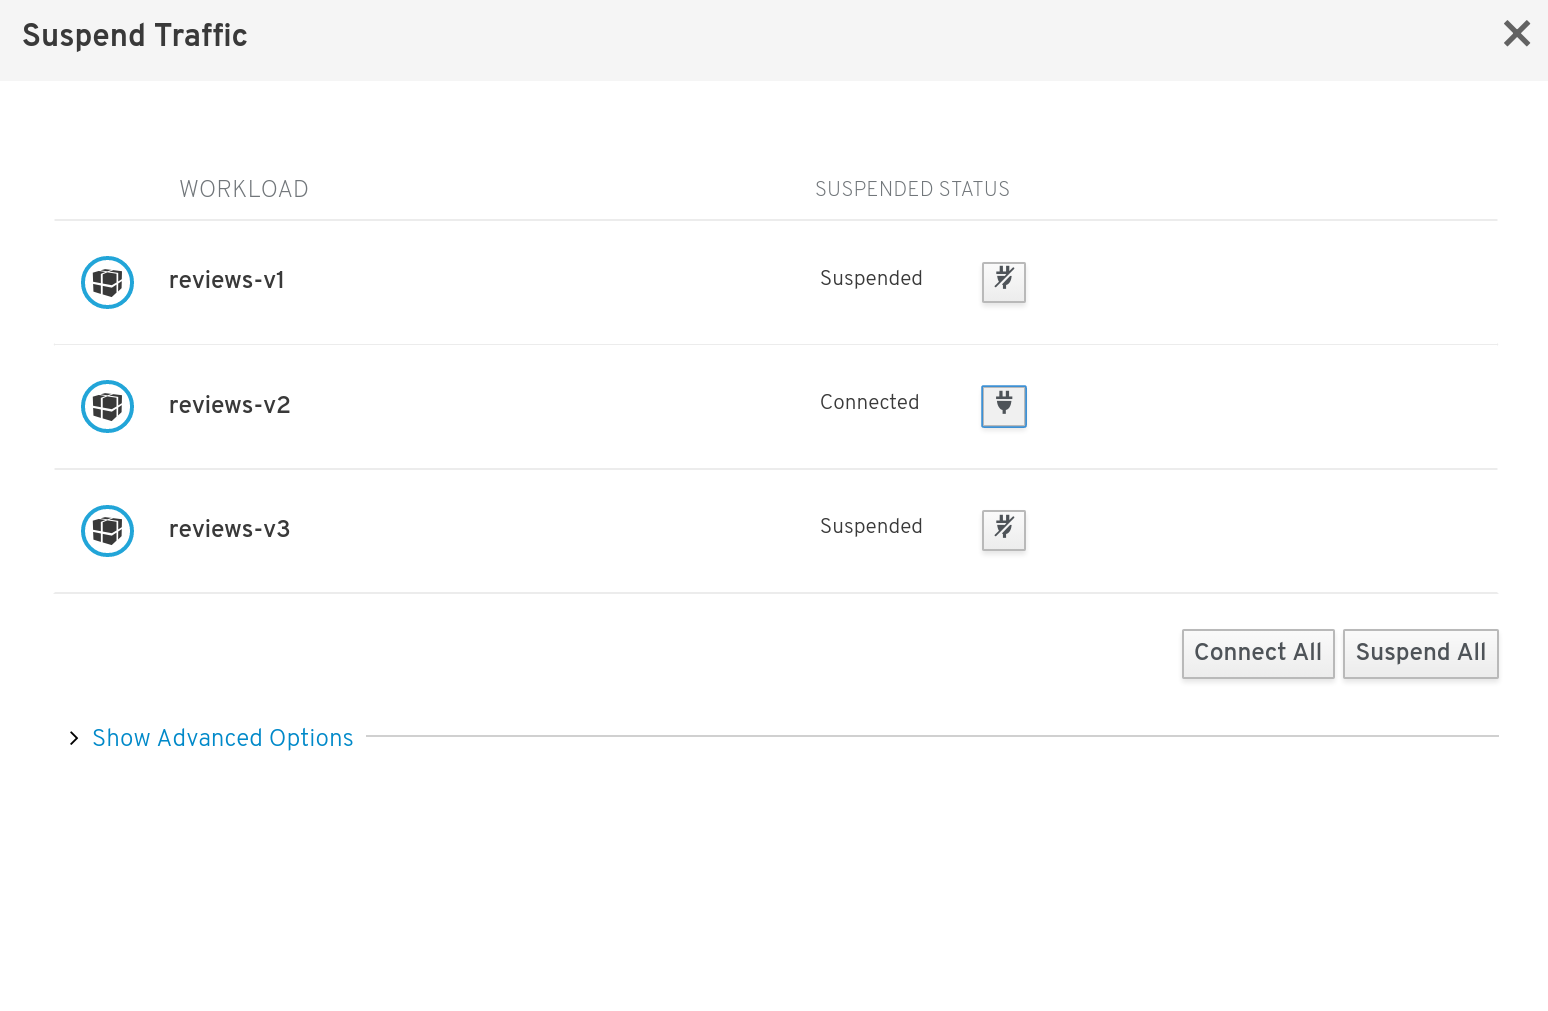 Suspend Traffic
WORKLOAD SUSPENDED STATUS
reviews-v1 Suspended
reviews-v2 Connected
reviews-v3 Suspended
Connect All Suspend All
Show Advanced Options